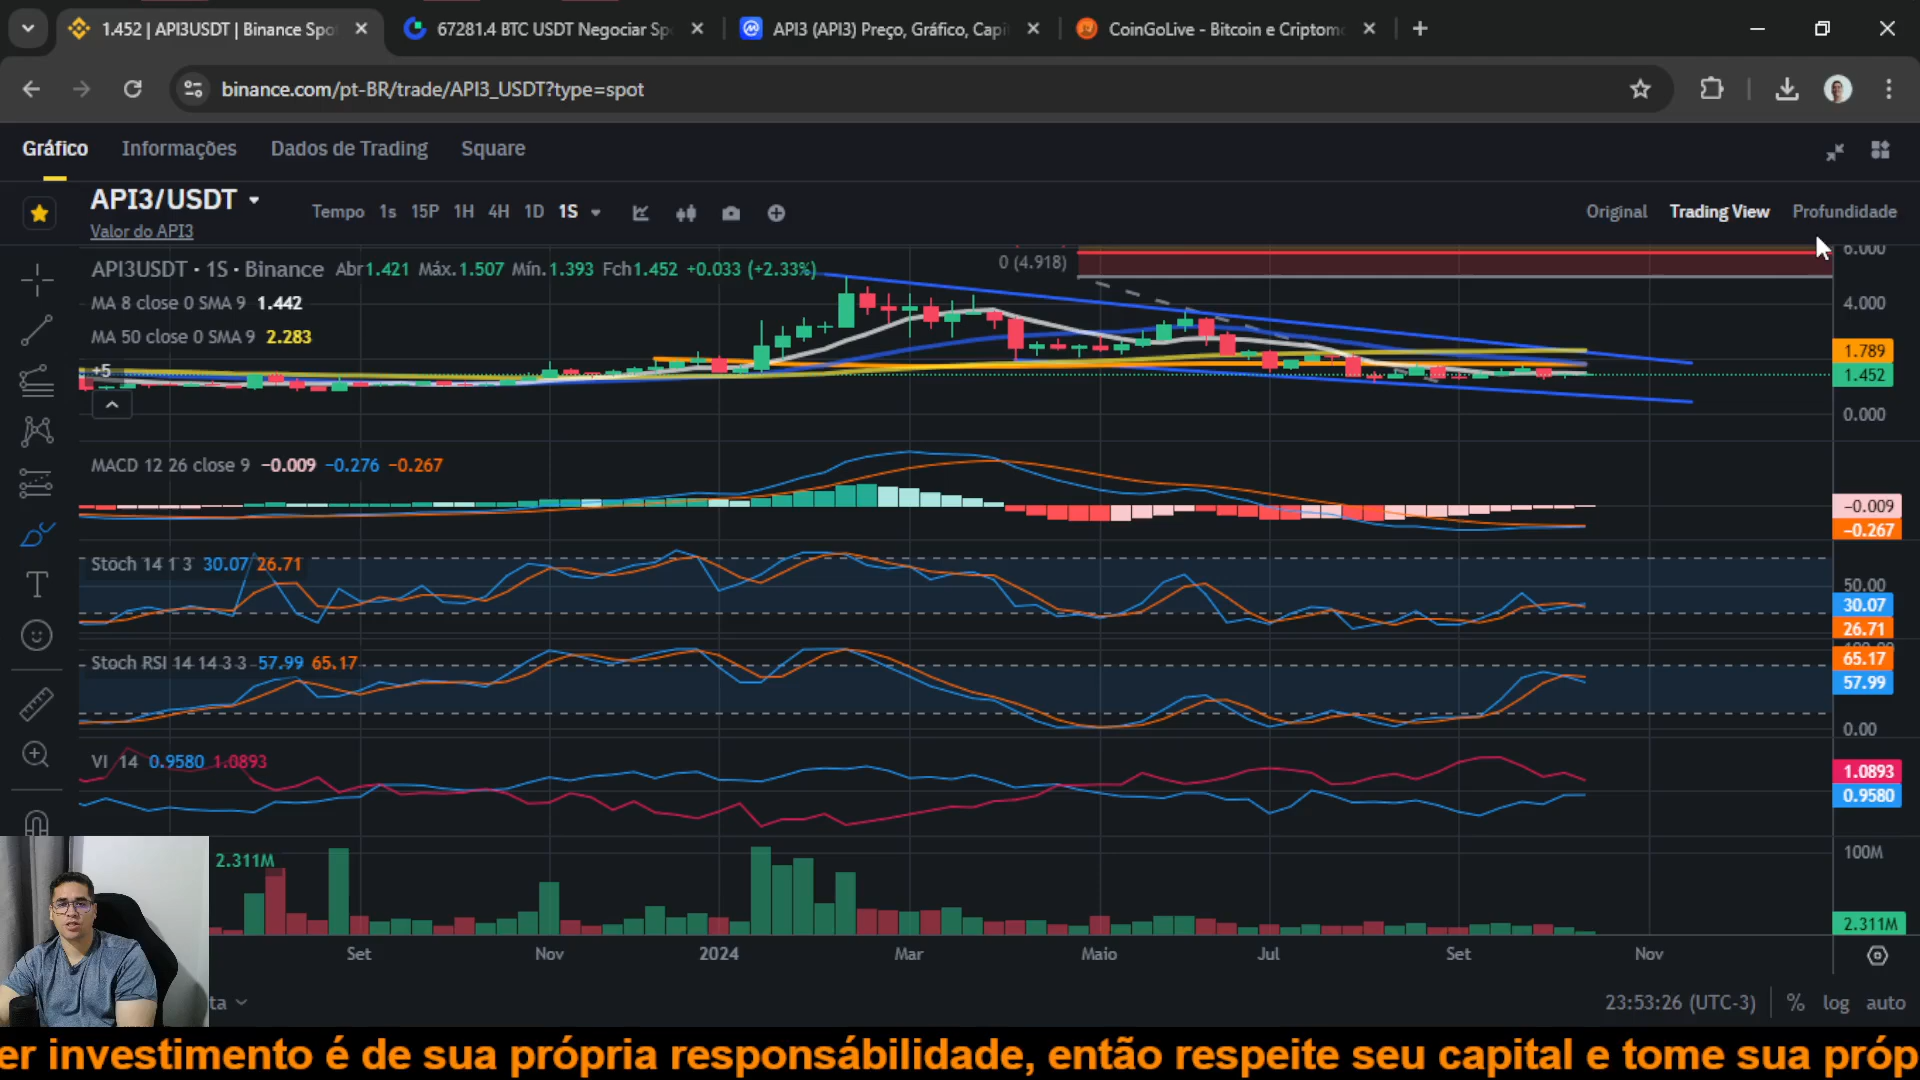 1.452 | API3USDT | Binance Spo
67281.4 BTC USDT Negociar Sp
API3 (API3) Preço, Gráfico, Capi
CoinGoLive - Bitcoin e Criptom
binance.com/pt-BR/trade/API3_USDT?type=spot
Gráfico Informações Dados de Trading Square
API3/USDT
Valor do API3
Tempo 1s 15P 1H 4H 1D 1S
Original Trading View Profundidade
API3USDT · 1S · Binance Abr1.421 Máx.1.507 Mín.1.393 Fch1.452 +0.033 (+2.33%)
0 (4.918)
6.000
MA 8 close 0 SMA 9 1.442
4.000
MA 50 close 0 SMA 9 2.283
1.789
+5
1.452
0.000
MACD 12 26 close 9 −0.009 −0.276 −0.267
−0.009
−0.267
Stoch 14 1 3 30.07 26.71
50.00
30.07
26.71
Stoch RSI 14 14 3 3 57.99 65.17
65.17
57.99
0.00
VI 14 0.9580 1.0893
1.0893
0.9580
2.311M
100M
2.311M
Set Nov 2024 Mar Maio Jul Set Nov
ta
23:53:26 (UTC-3) % log auto
er investimento é de sua própria responsábilidade, então respeite seu capital e tome sua próp